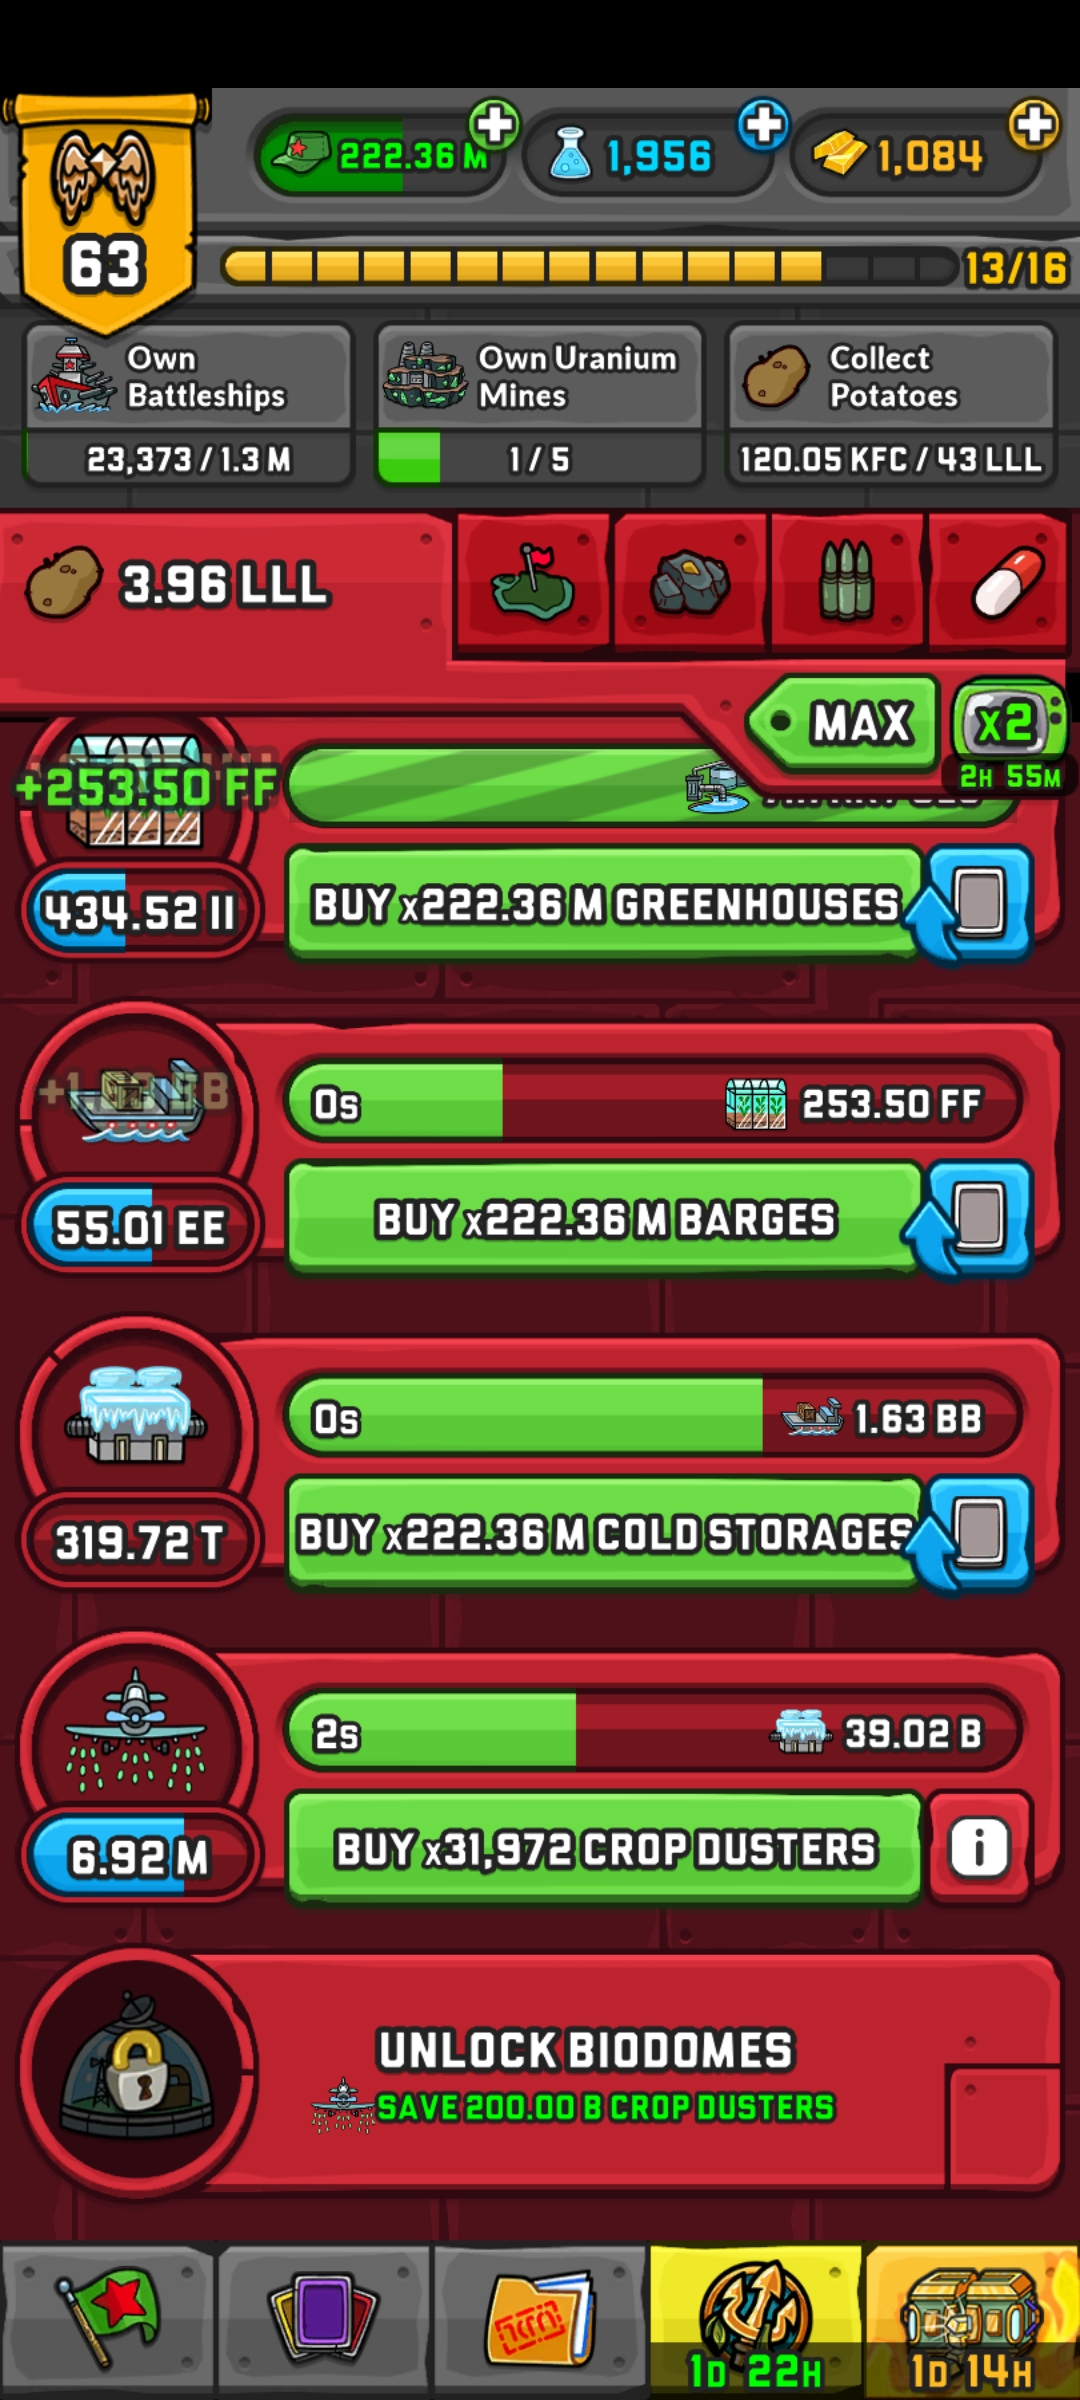 222.36 M
1,956
1,084
63
13/16
Own
Battleships
23,373 / 1.3 M
Own Uranium
Mines
1 / 5
Collect
Potatoes
120.05 KFC / 43 LLL
3.96 LLL
MAX
x2
2H 55M
+253.50 FF
434.52 II
BUY x222.36 M GREENHOUSES
0s
253.50 FF
55.01 EE
BUY x222.36 M BARGES
0s
1.63 BB
319.72 T
BUY x222.36 M COLD STORAGES
2s
39.02 B
6.92 M
BUY x31,972 CROP DUSTERS
i
UNLOCK BIODOMES
SAVE 200.00 B CROP DUSTERS
1D 22H
1D 14H